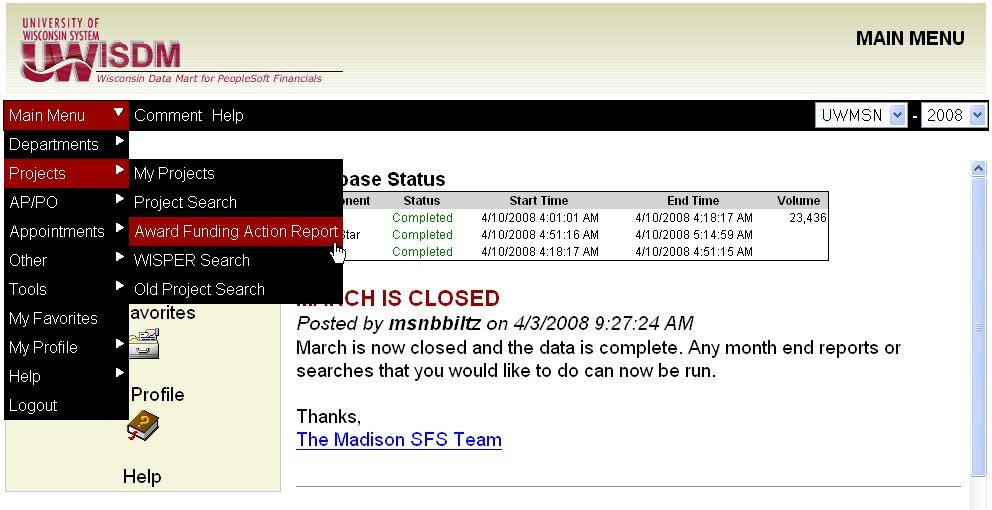 UNIVERSITY OF
WISCONSIN SYSTEM
UWISDM
Wisconsin Data Mart for PeopleSoft Financials
MAIN MENU
Main Menu Comment Help UWMSN - 2008
Departments
Projects
AP/PO
Appointments
Other
Tools
My Favorites
My Profile
Help
Logout
My Projects
Project Search
Award Funding Action Report
WISPER Search
Old Project Search
base Status
nent Status Start Time End Time Volume
Completed 4/10/2008 4:01:01 AM 4/10/2008 4:18:17 AM 23,436
Star Completed 4/10/2008 4:51:16 AM 4/10/2008 5:14:59 AM
Completed 4/10/2008 4:18:17 AM 4/10/2008 4:51:15 AM
MARCH IS CLOSED
Posted by msnbbiltz on 4/3/2008 9:27:24 AM
March is now closed and the data is complete. Any month end reports or
searches that you would like to do can now be run.
Thanks,
The Madison SFS Team
avorites
Profile
Help